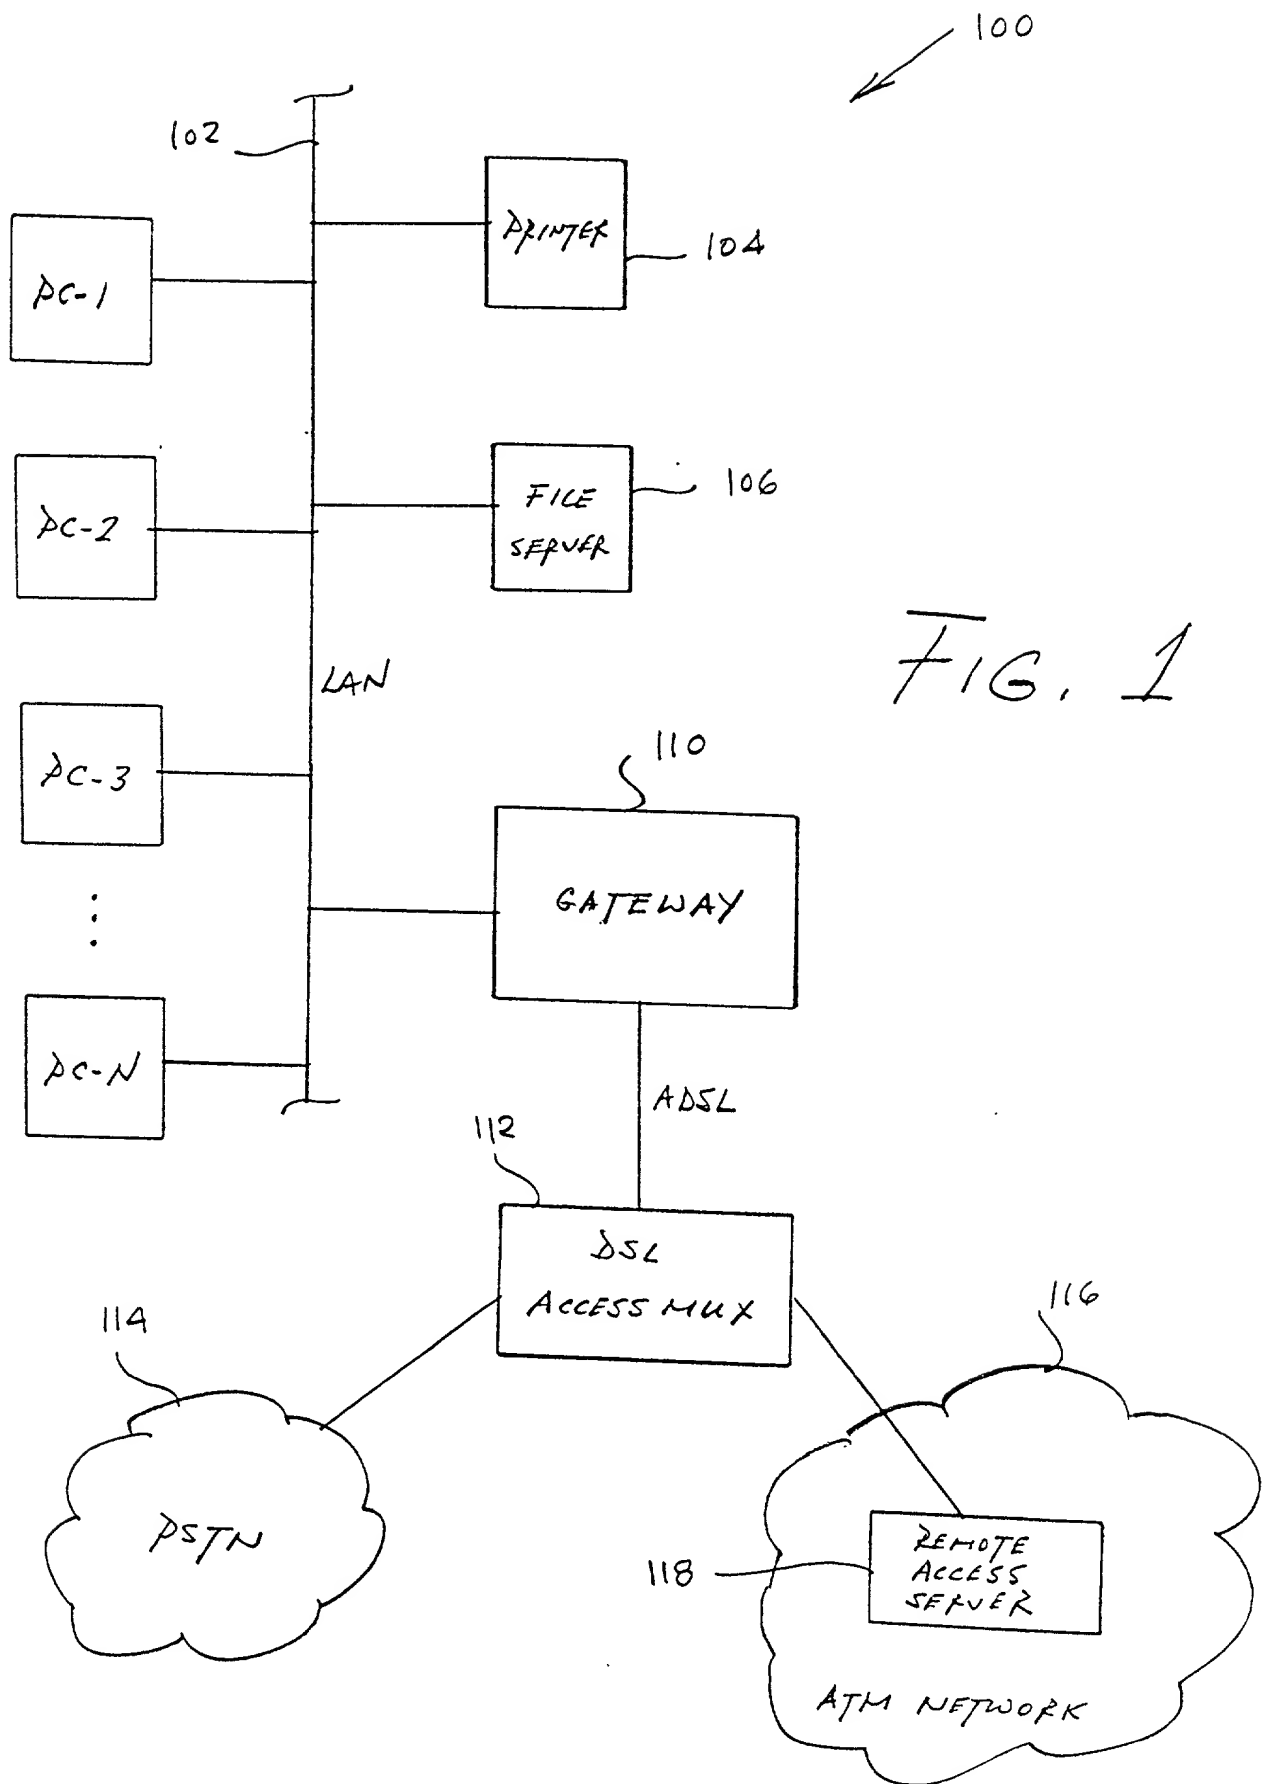 100
102
PRINTER
104
PC-1
PC-2
FILE
SERVER
106
LAN
FIG. 1
PC-3
110
GATEWAY
PC-N
ADSL
112
DSL
ACCESS MUX
114
116
PSTN
118
REMOTE
ACCESS
SERVER
ATM NETWORK